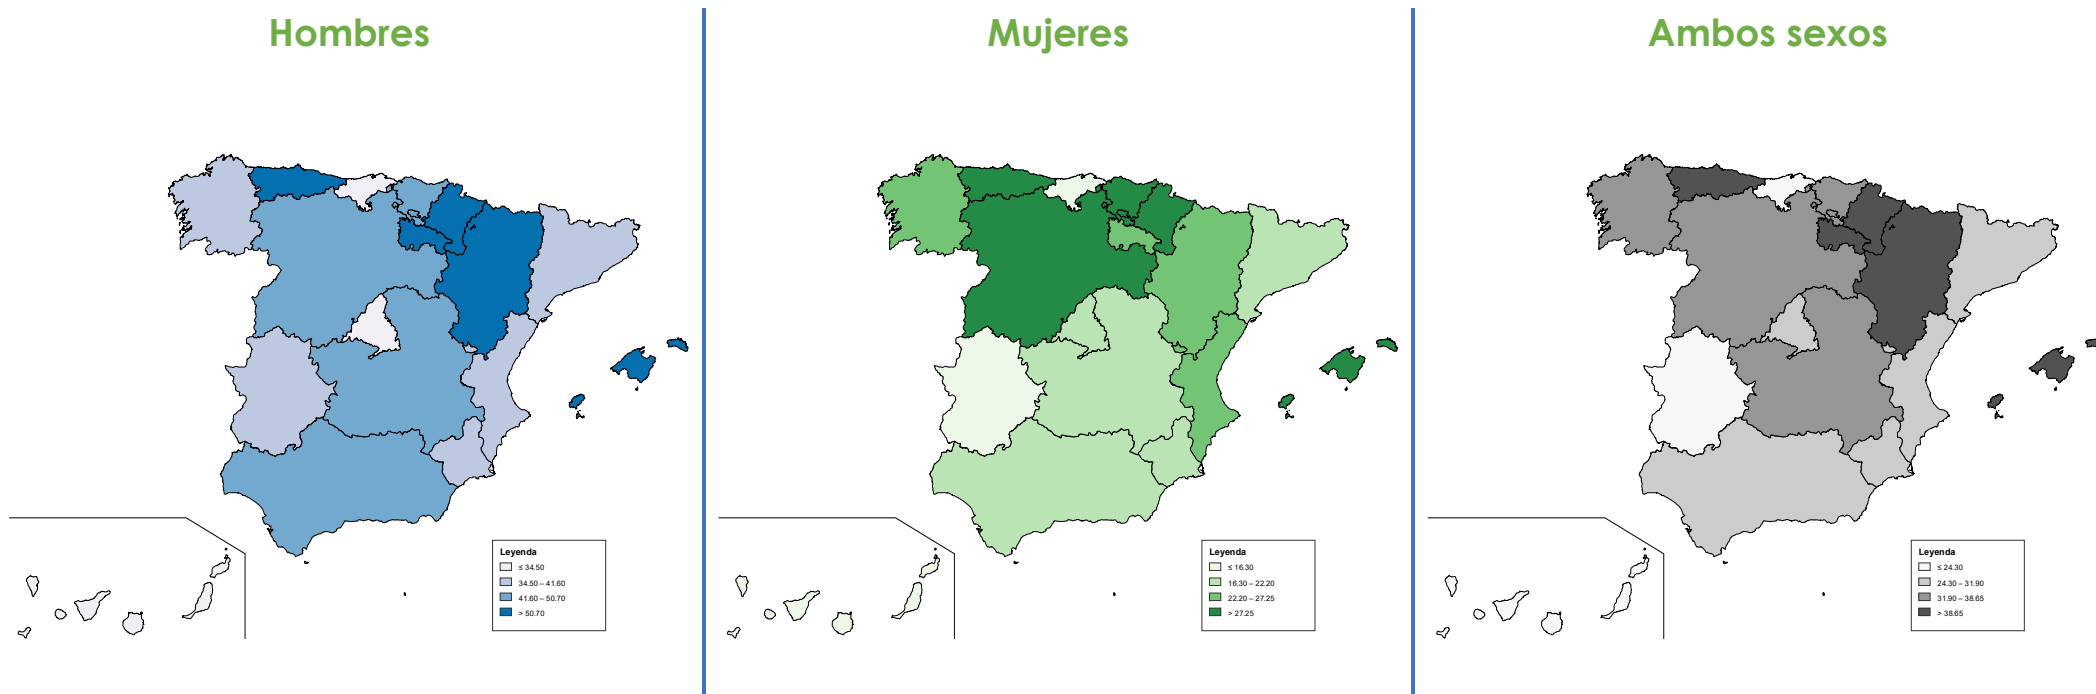 Hombres
Mujeres
Ambos sexos
Leyenda
≤ 34.50
34.50 – 41.60
41.60 – 50.70
> 50.70
Leyenda
≤ 16.30
16.30 – 22.20
22.20 – 27.25
> 27.25
Leyenda
≤ 24.30
24.30 – 31.90
31.90 – 38.65
> 38.65